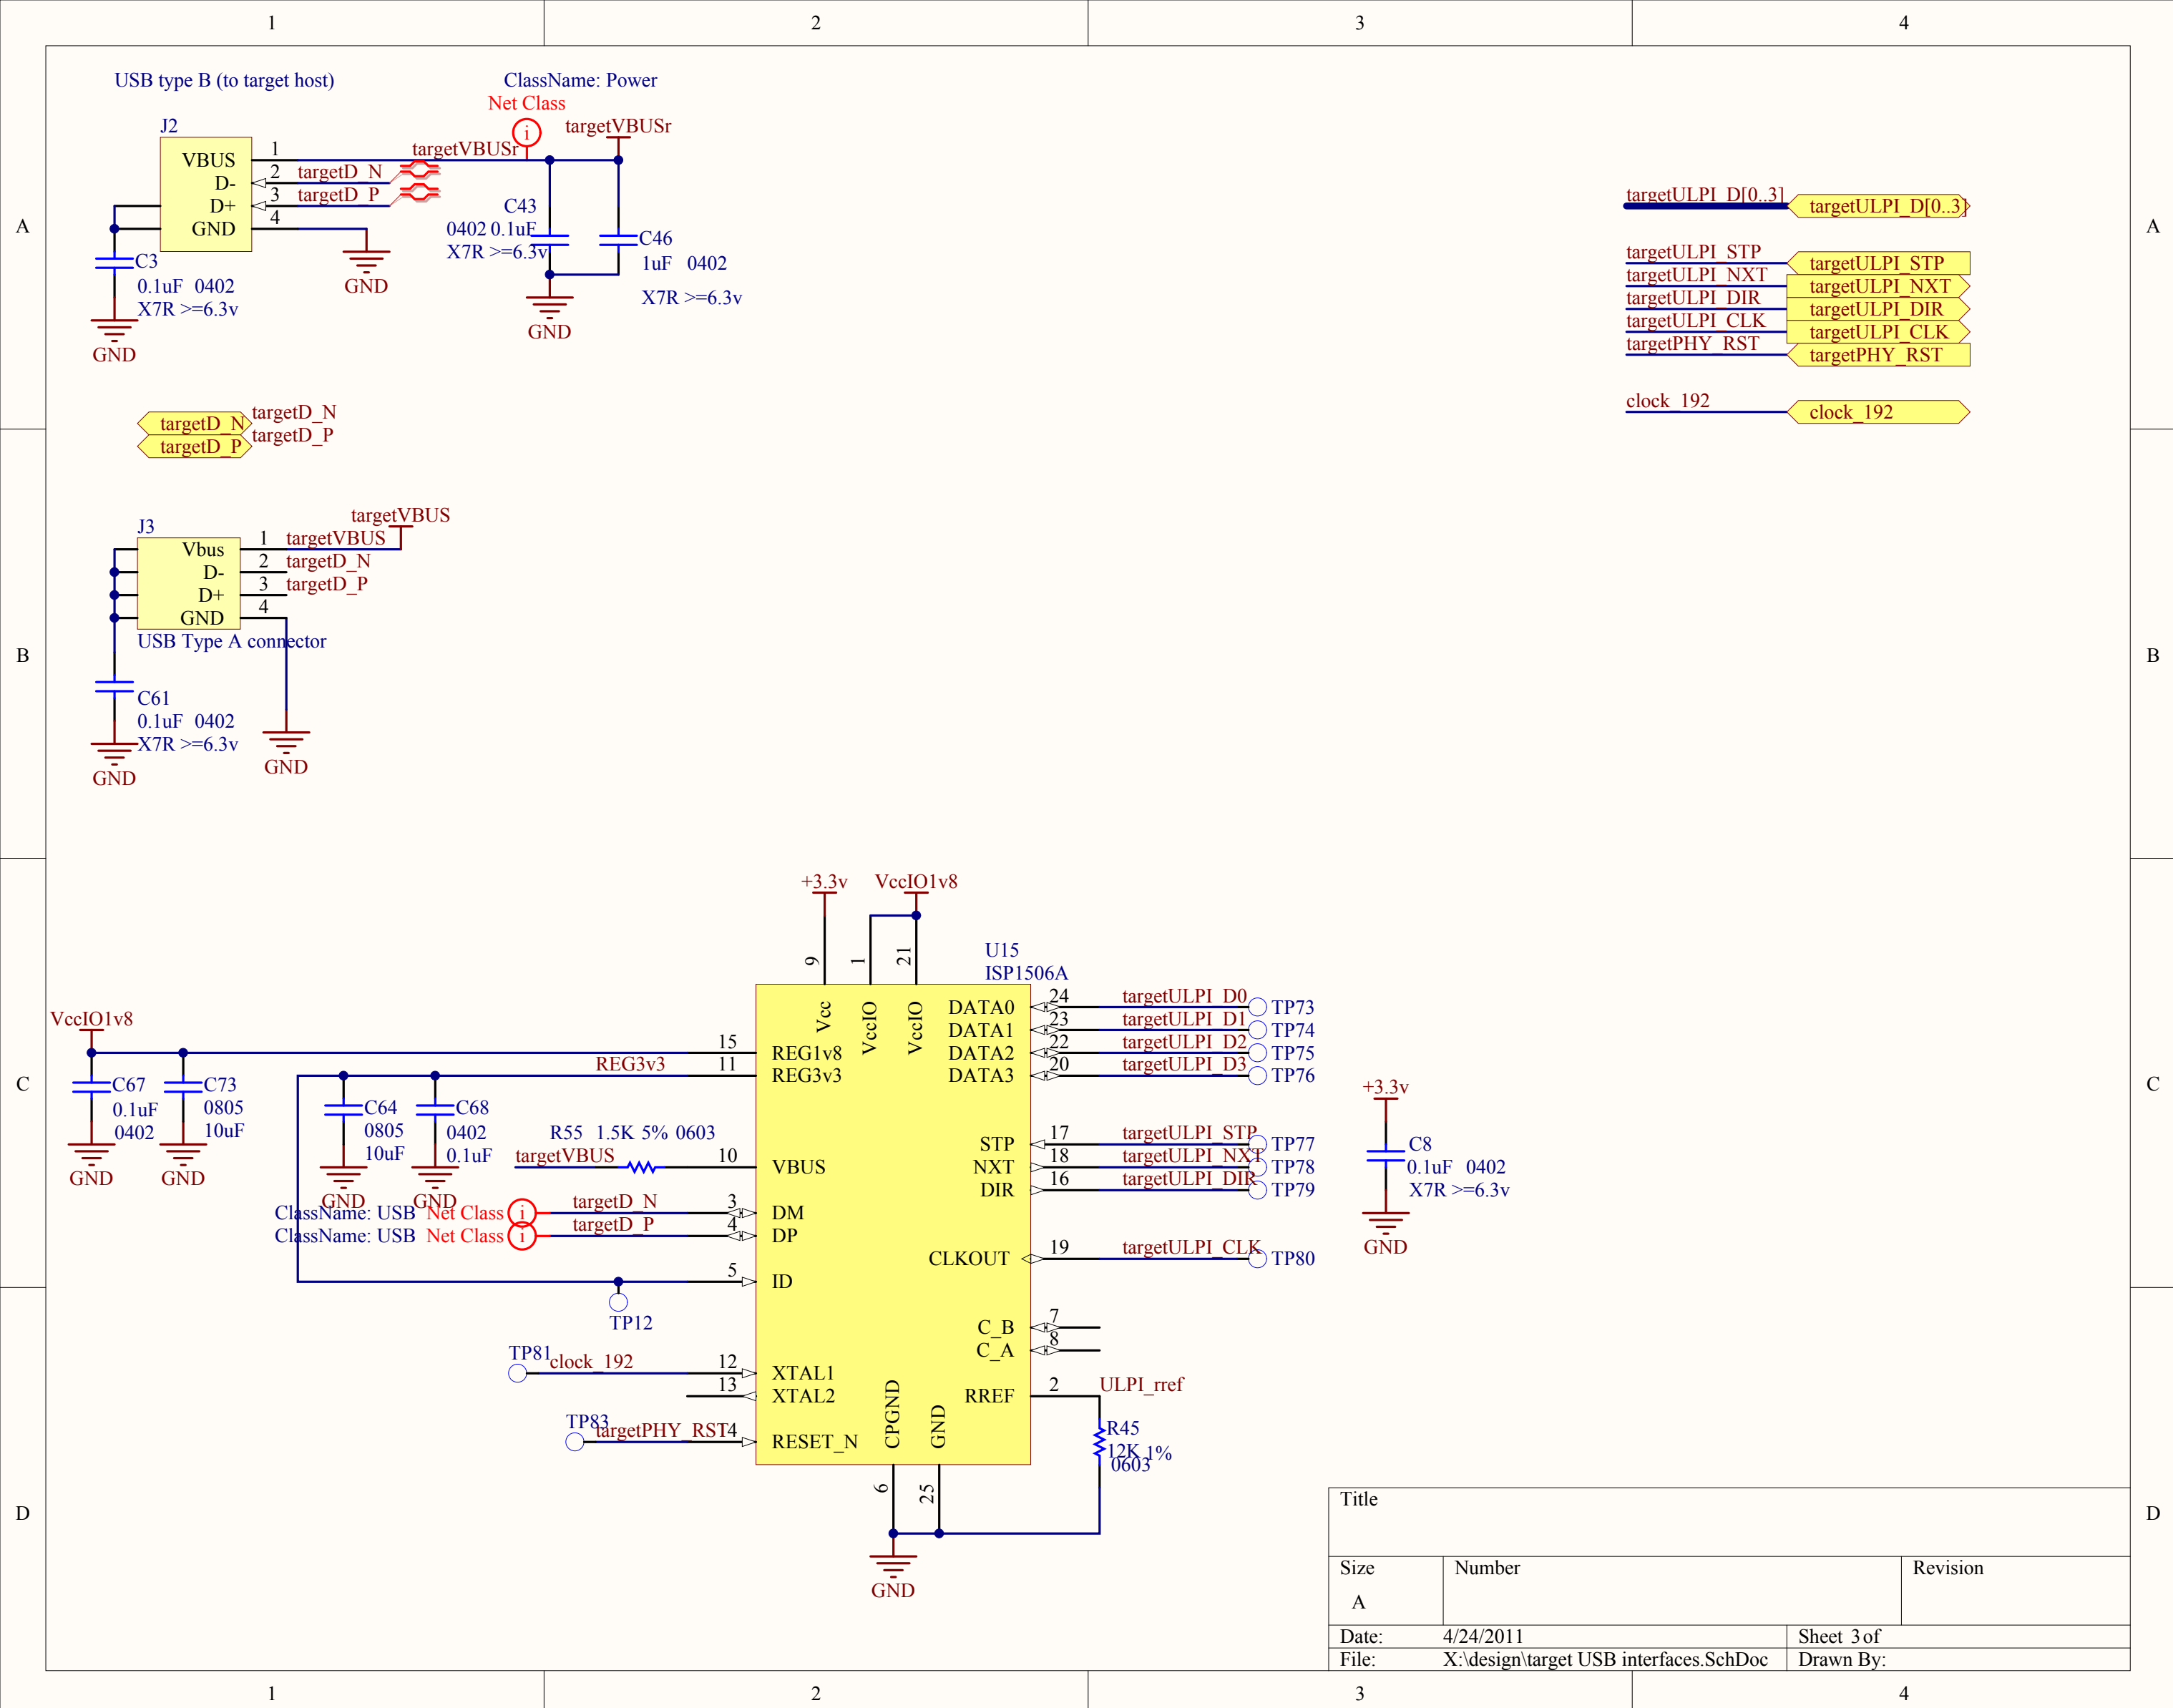 1 2 3 4
USB type B (to target host)
ClassName: Power
Net Class
i
targetVBUSr
J2
VBUS 1 targetVBUSr
D- 2 targetD_N
D+ 3 targetD_P
GND 4
GND
C3
0.1uF 0402
X7R >=6.3v
GND
C43
0402 0.1uF
X7R >=6.3v
C46
1uF 0402
X7R >=6.3v
GND
A
A
targetULPI_D[0..3] targetULPI_D[0..3]
targetULPI_STP targetULPI_STP
targetULPI_NXT targetULPI_NXT
targetULPI_DIR targetULPI_DIR
targetULPI_CLK targetULPI_CLK
targetPHY_RST targetPHY_RST
clock_192 clock_192
targetD_N targetD_N
targetD_P targetD_P
targetVBUS
J3
Vbus 1 targetVBUS
D- 2 targetD_N
D+ 3 targetD_P
GND 4
USB Type A connector
C61
0.1uF 0402
X7R >=6.3v
GND
GND
B
B
+3.3v VccIO1v8
9 1 21
U15
ISP1506A
Vcc VccIO VccIO
DATA0 24 targetULPI_D0 TP73
DATA1 23 targetULPI_D1 TP74
DATA2 22 targetULPI_D2 TP75
DATA3 20 targetULPI_D3 TP76
VccIO1v8
15 REG1v8
REG3v3 11 REG3v3
C67
0.1uF
0402
GND
C73
0805
10uF
GND
C64
0805
10uF
GND
C68
0402
0.1uF
GND
R55 1.5K 5% 0603
targetVBUS 10 VBUS
ClassName: USB Net Class i targetD_N 3 DM
ClassName: USB Net Class i targetD_P 4 DP
5 ID
TP12
TP81 clock_192 12 XTAL1
13 XTAL2
TP83 targetPHY_RST 4 RESET_N
STP 17 targetULPI_STP TP77
NXT 18 targetULPI_NXT TP78
DIR 16 targetULPI_DIR TP79
CLKOUT 19 targetULPI_CLK TP80
C_B 7
C_A 8
RREF 2 ULPI_rref
R45
12K 1%
0603
CPGND GND
6 25
GND
+3.3v
C8
0.1uF 0402
X7R >=6.3v
GND
C
C
D
D
Title
Size Number Revision
A
Date: 4/24/2011 Sheet 3 of
File: X:\design\target USB interfaces.SchDoc Drawn By:
1 2 3 4